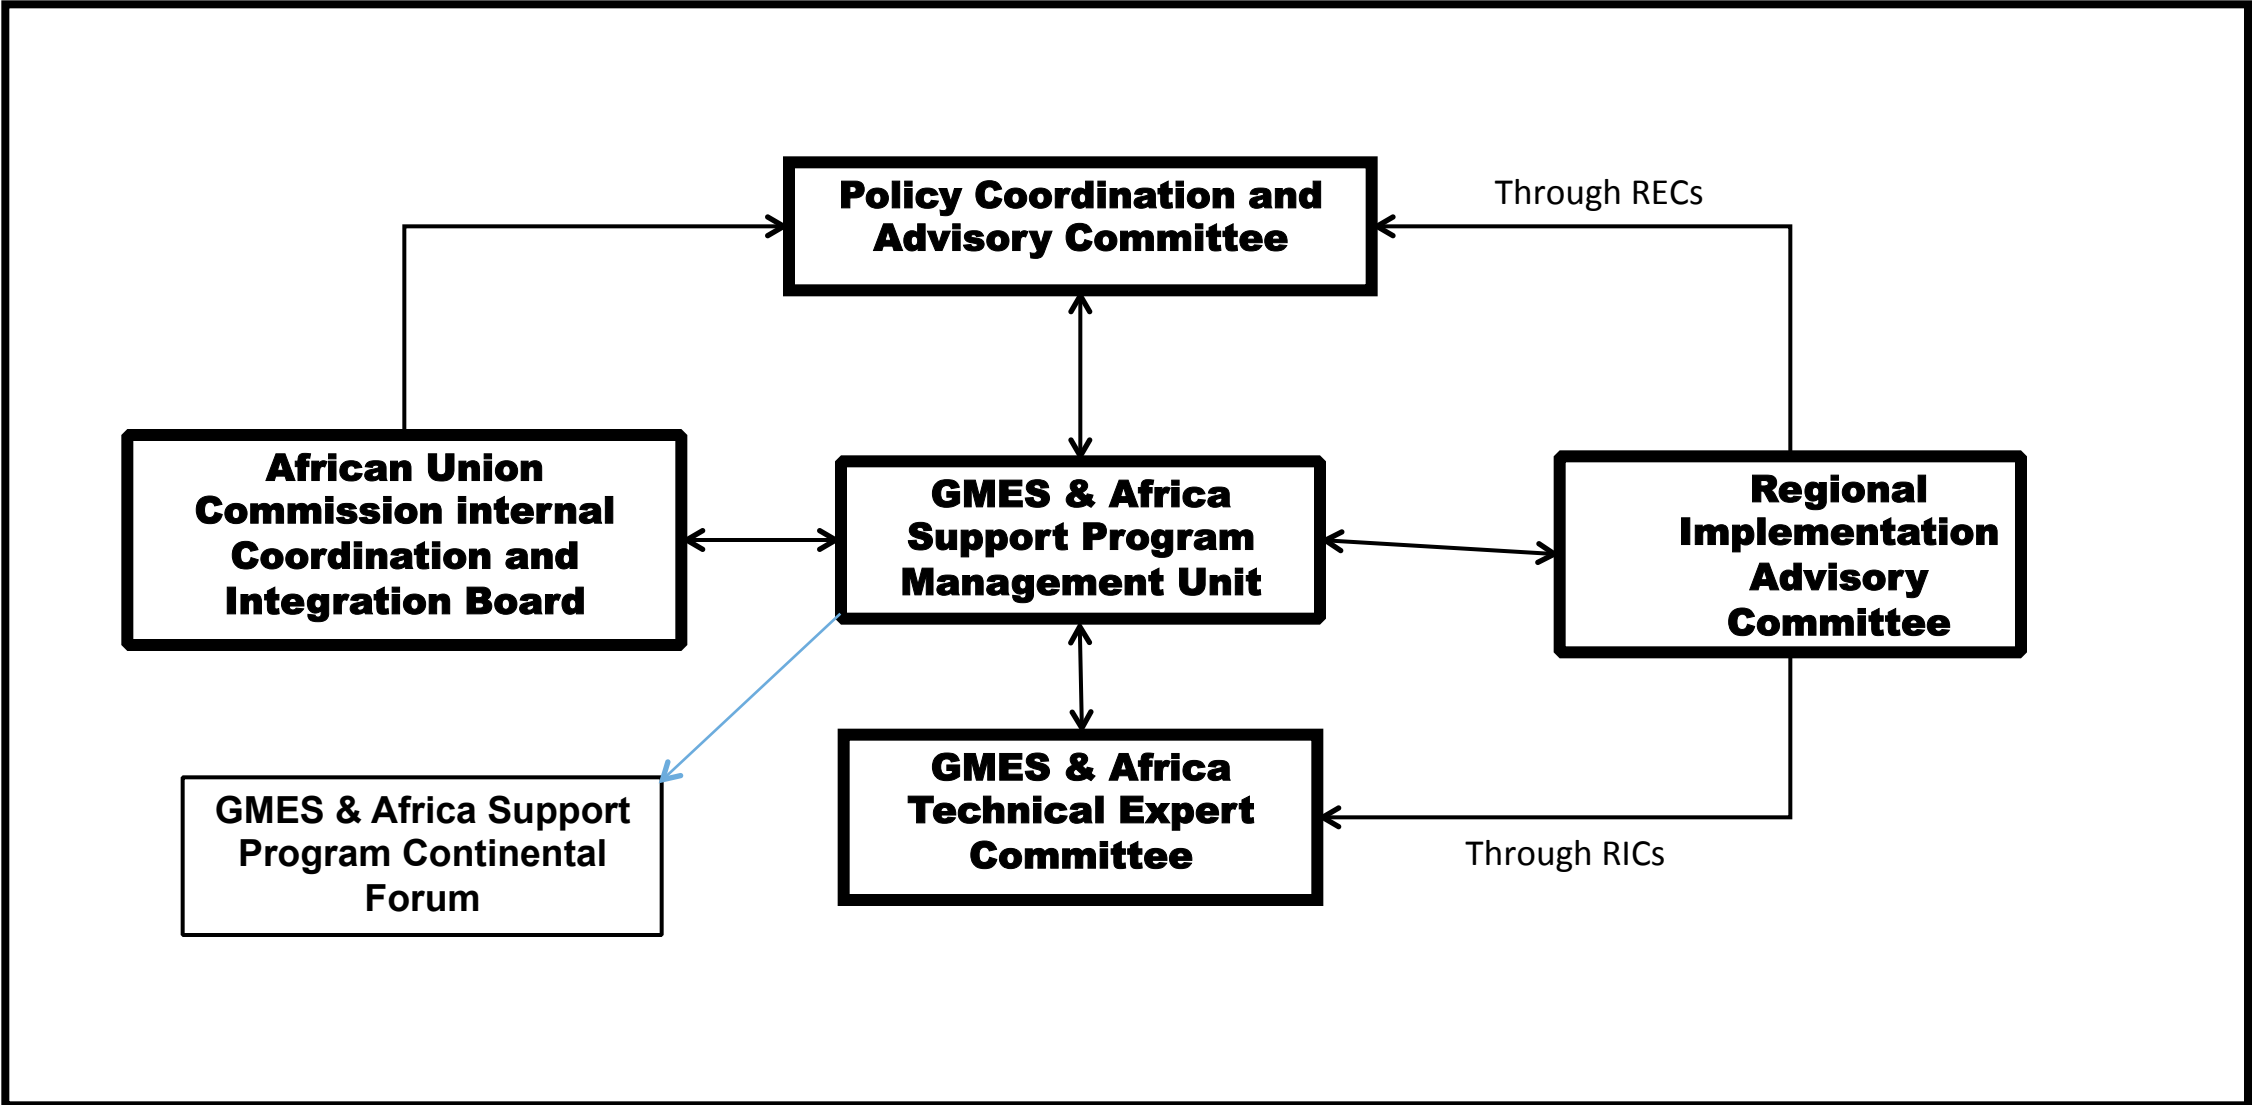 Policy Coordination and
Advisory Committee
Through RECs
African Union
Commission internal
Coordination and
Integration Board
GMES & Africa
Support Program
Management Unit
Regional
Implementation
Advisory
Committee
GMES & Africa Support
Program Continental
Forum
GMES & Africa
Technical Expert
Committee
Through RICs